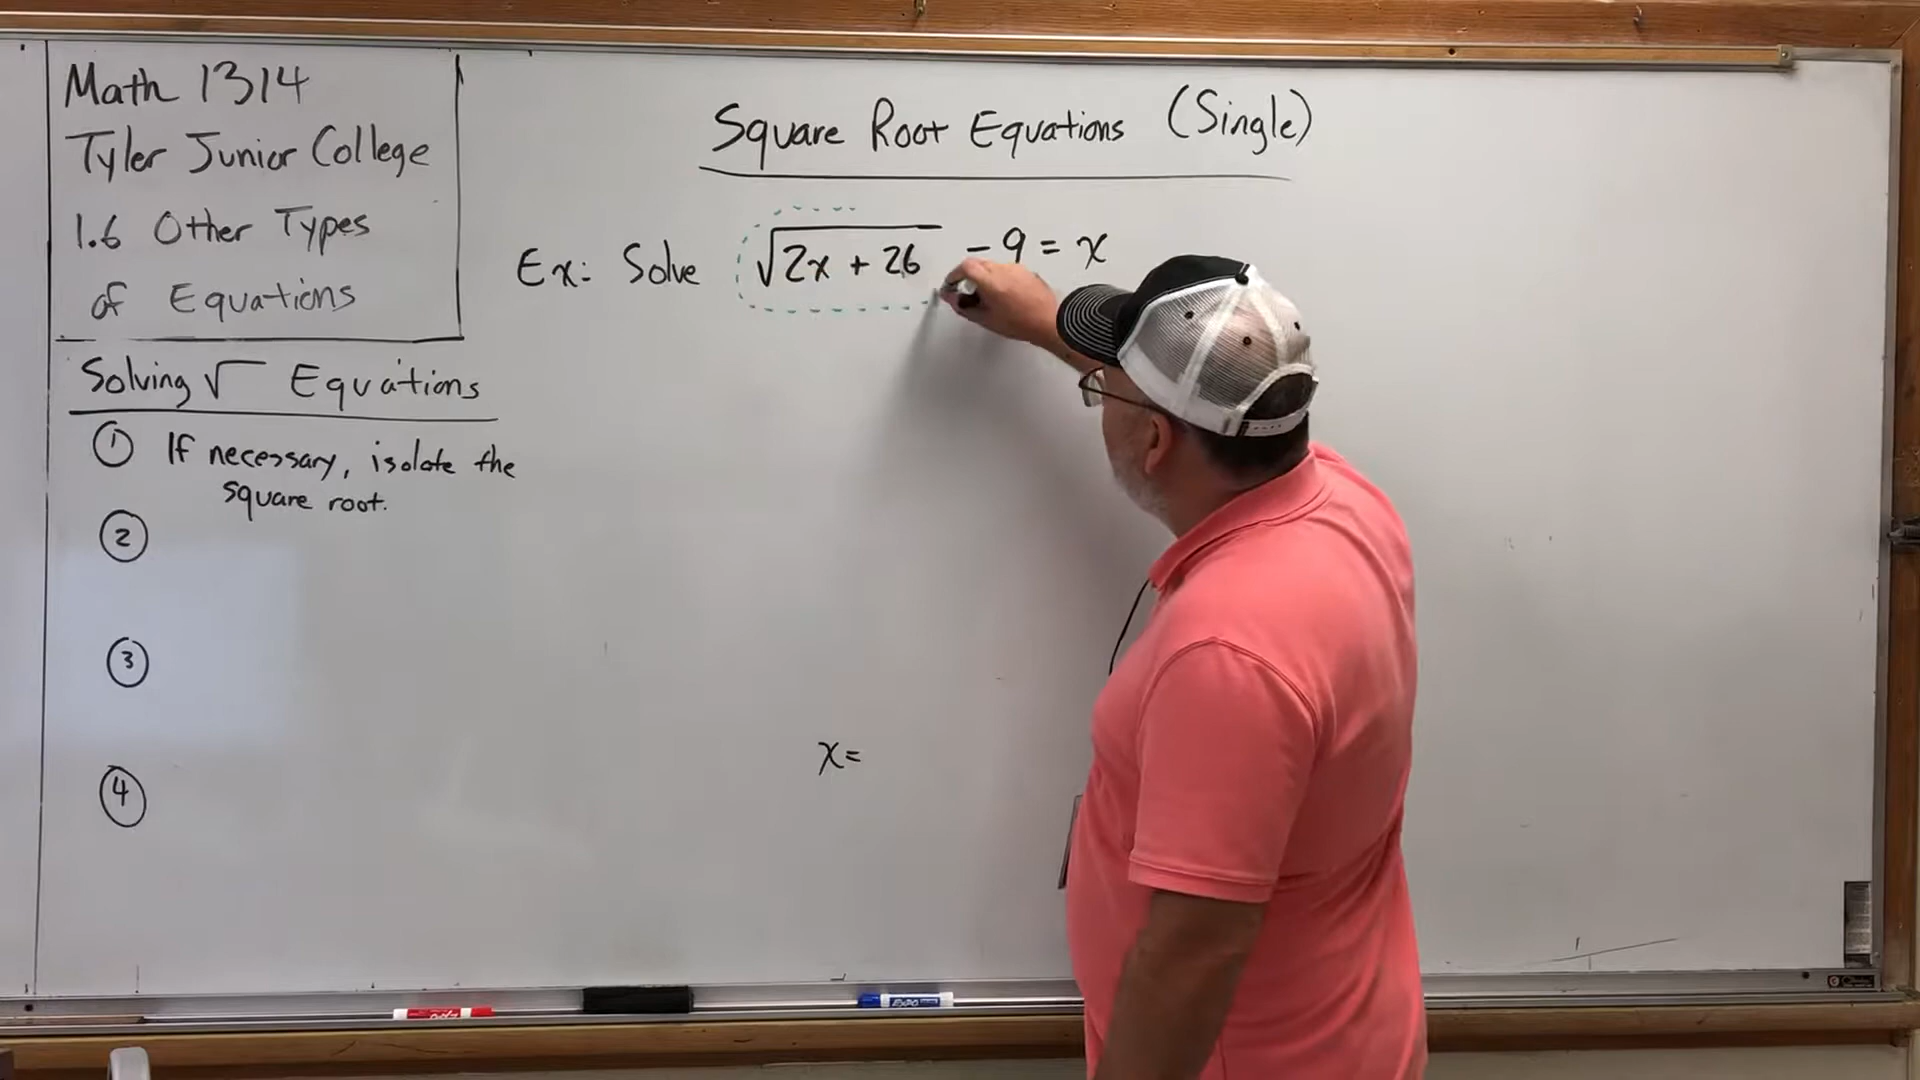 Math 1314
Tyler Junior College
1.6 Other Types
of Equations
Solving √ Equations
① If necessary, isolate the
square root.
②
③
④
Square Root Equations (Single)
Ex: Solve √(2x + 26) - 9 = x
x=
EXPO